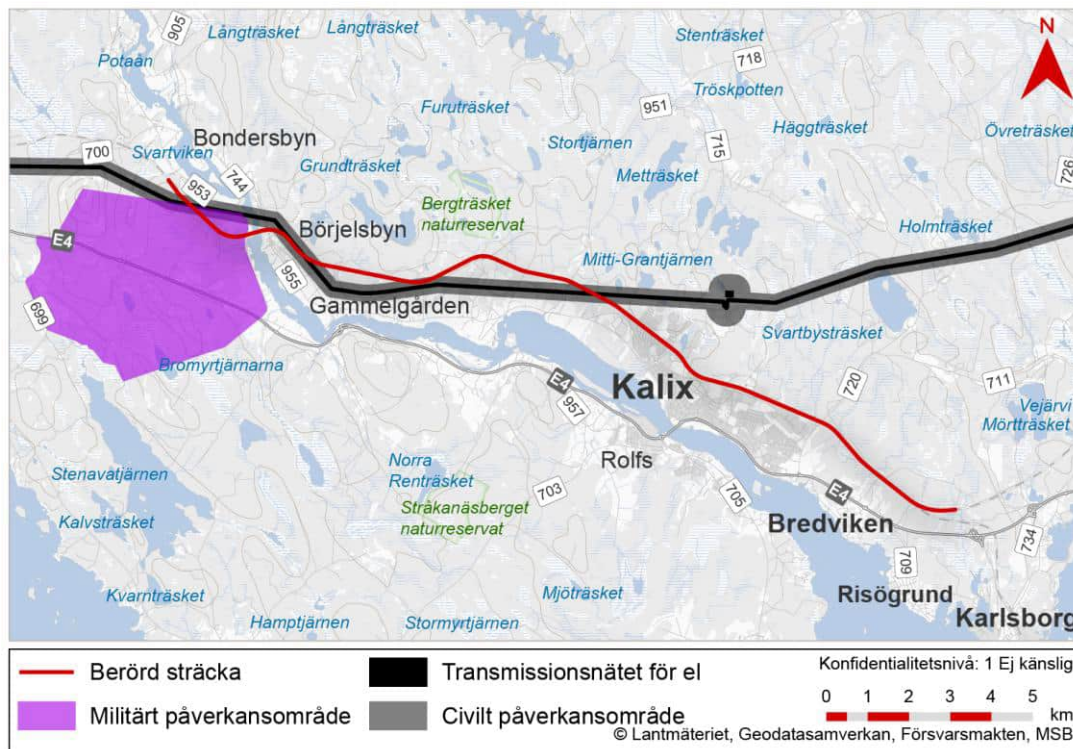 905
Långträsket
Långträsket
N
Potaån
Stenträsket
718
Tröskpotten
951
Furuträsket
Häggträsket
Övreträsket
Bondersbyn
Stortjärnen
715
700
Svartviken
Grundträsket
Metträsket
726
744
953
Bergträsket
naturreservat
Holmträsket
Börjelsbyn
E4
Mitti-Grantjärnen
955
Gammelgården
699
Svartbysträsket
Bromyrtjärnarna
Kalix
720
711
E4
957
Vejärvi
Mörtträsket
Rolfs
Norra
Renträsket
Stenavatjärnen
703
705
E4
Stråkanäsberget
naturreservat
Kalvsträsket
Bredviken
734
709
Kvarnträsket
Mjöträsket
Risögrund
Hamptjärnen
Stormyrtjärnen
Karlsborg
Berörd sträcka
Transmissionsnätet för el
Konfidentialitetsnivå: 1 Ej känslig
Militärt påverkansområde
Civilt påverkansområde
0 1 2 3 4 5
km
© Lantmäteriet, Geodatasamverkan, Försvarsmakten, MSB